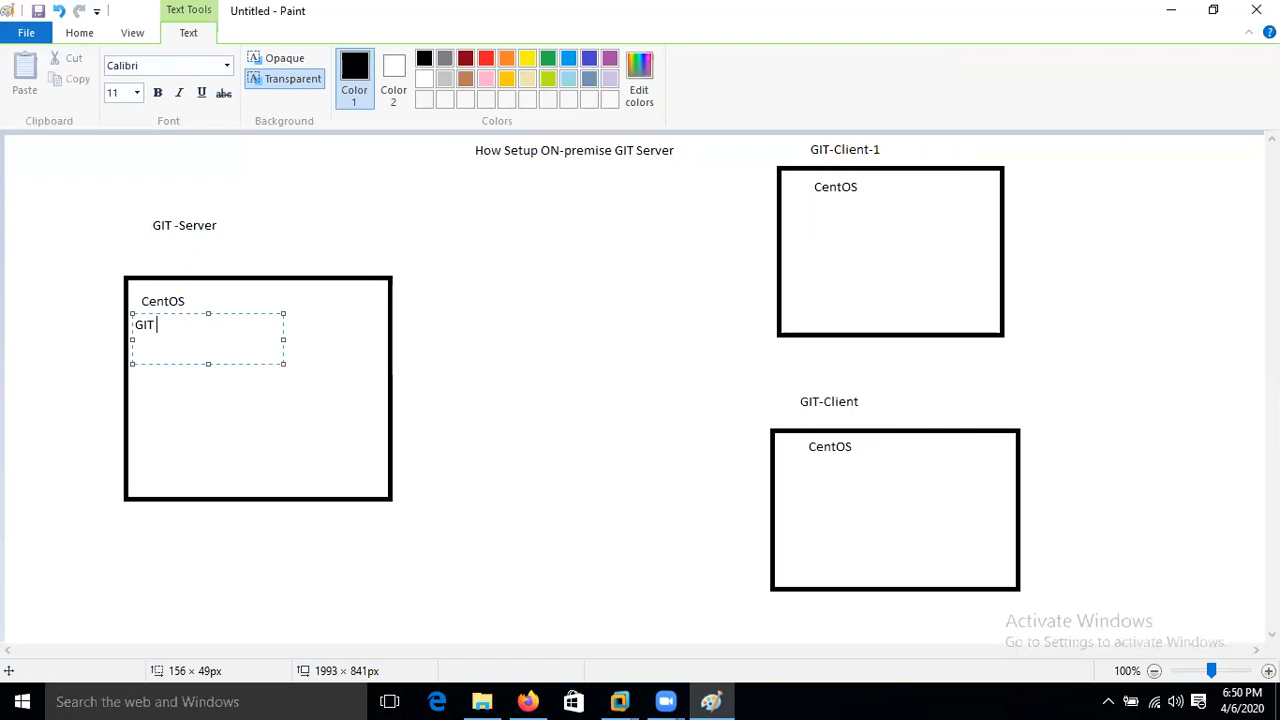 Text Tools
Untitled - Paint
File
Home
View
Text
Paste
Cut
Copy
Clipboard
Calibri
11
B I U abc
Font
Opaque
Transparent
Background
Color 1
Color 2
Edit colors
Colors
How Setup ON-premise GIT Server
GIT-Client-1
CentOS
GIT -Server
CentOS
GIT
GIT-Client
CentOS
Activate Windows
Go to Settings to activate Windows.
156 × 49px
1993 × 841px
100%
Search the web and Windows
6:50 PM
4/6/2020